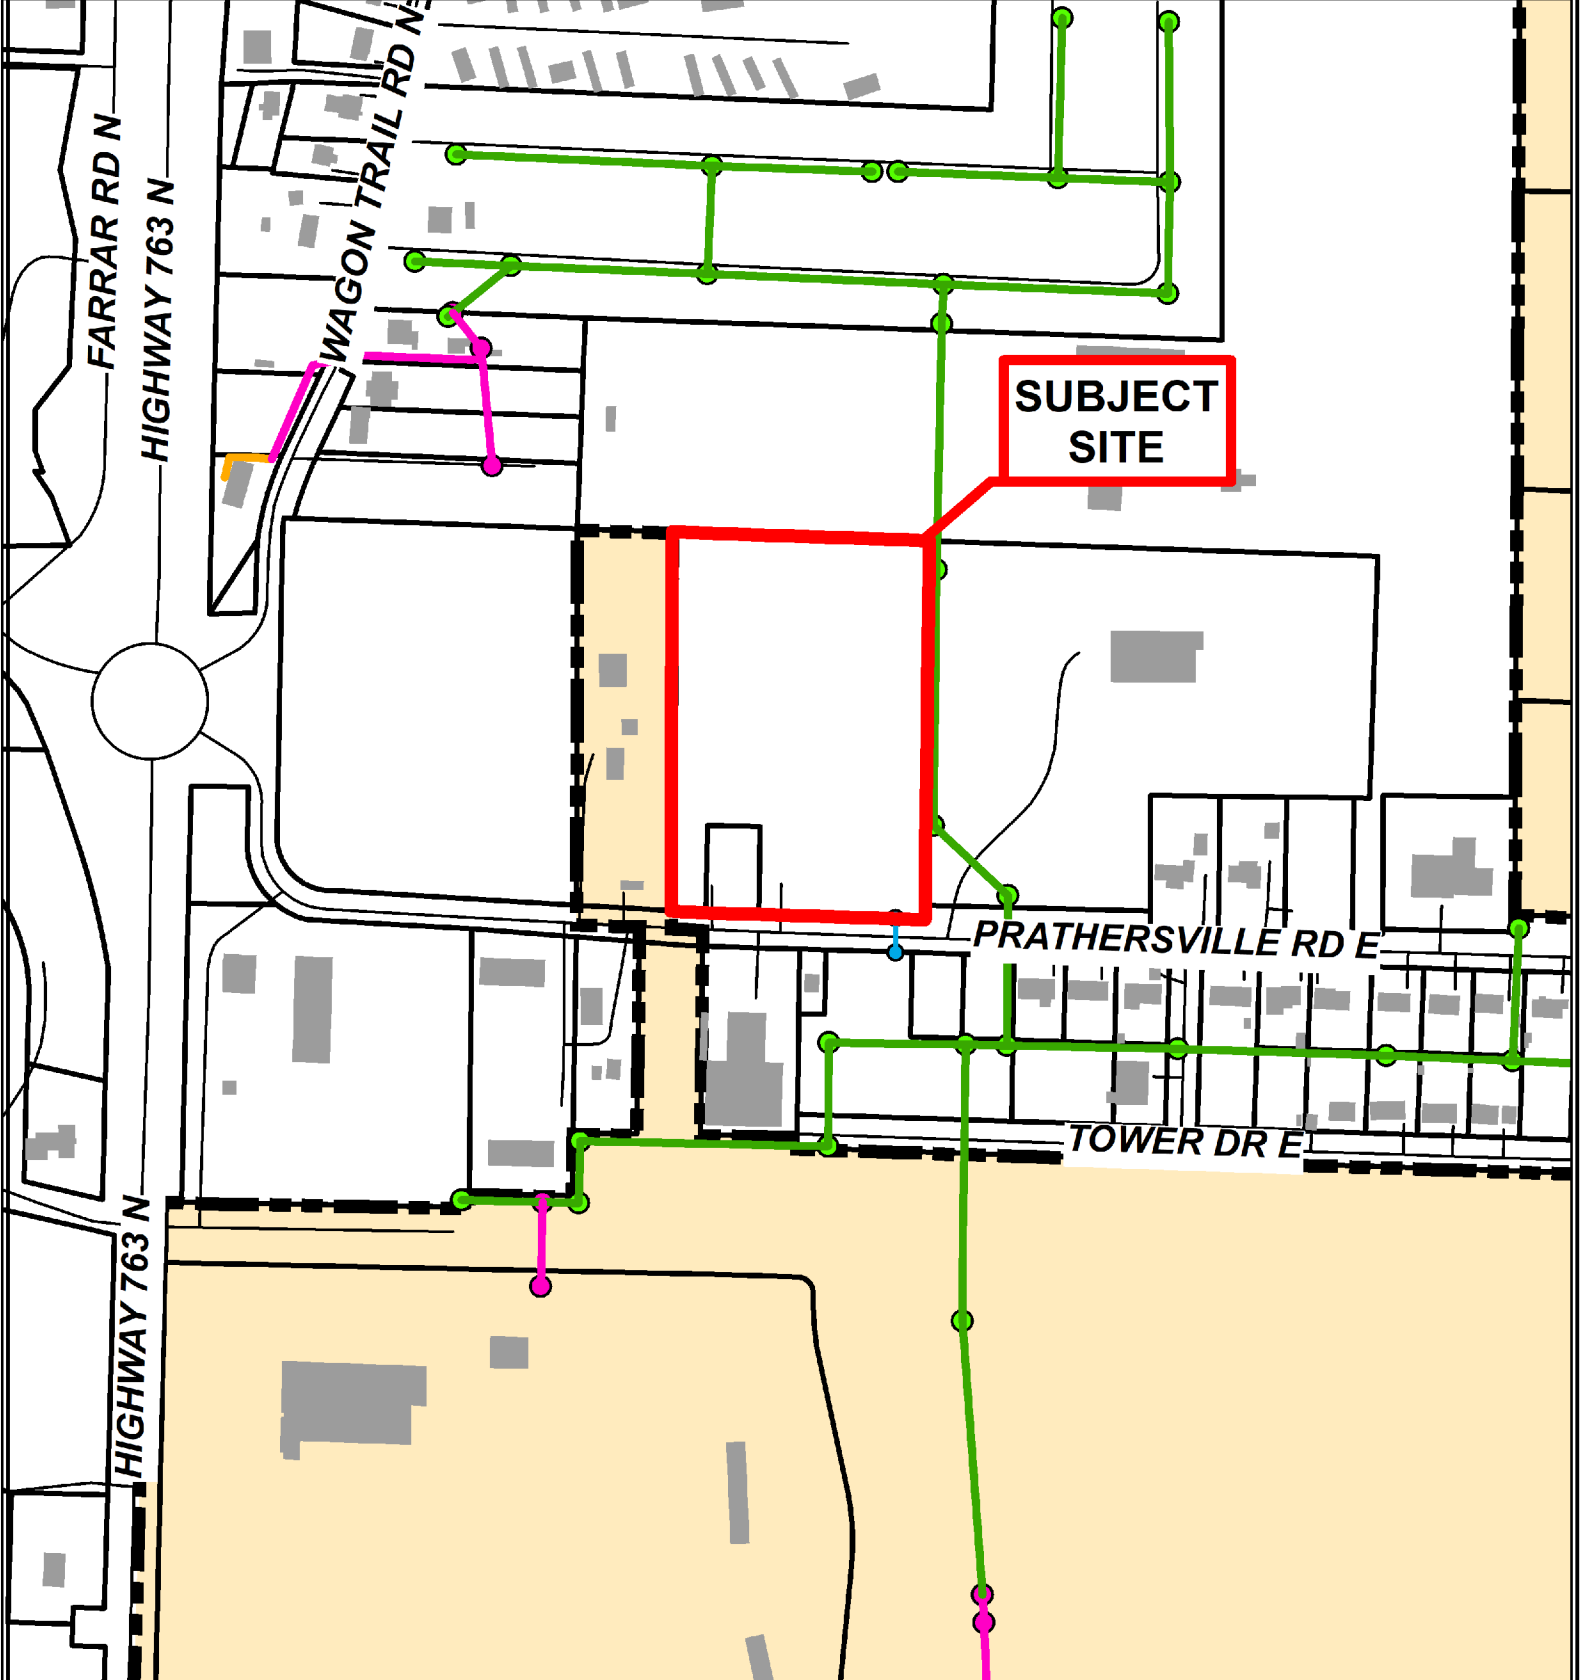 WAGON TRAIL RD N
FARRAR RD N
HIGHWAY 763 N
SUBJECT
SITE
PRATHERSVILLE RD E
TOWER DR E
HIGHWAY 763 N